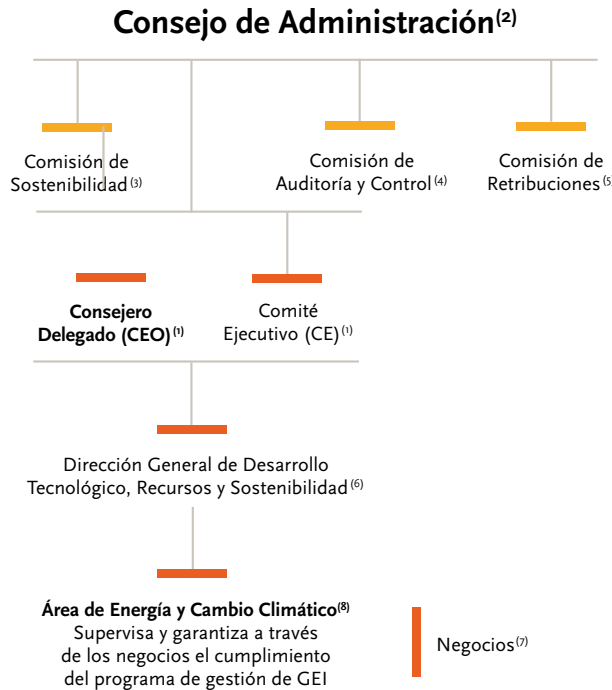 Consejo de Administración(2)
Comisión de
Sostenibilidad(3)
Comisión de
Auditoría y Control(4)
Comisión de
Retribuciones(5)
Consejero
Delegado (CEO)(1)
Comité
Ejecutivo (CE)(1)
Dirección General de Desarrollo
Tecnológico, Recursos y Sostenibilidad(6)
Área de Energía y Cambio Climático(8)
Supervisa y garantiza a través
de los negocios el cumplimiento
del programa de gestión de GEI
Negocios(7)